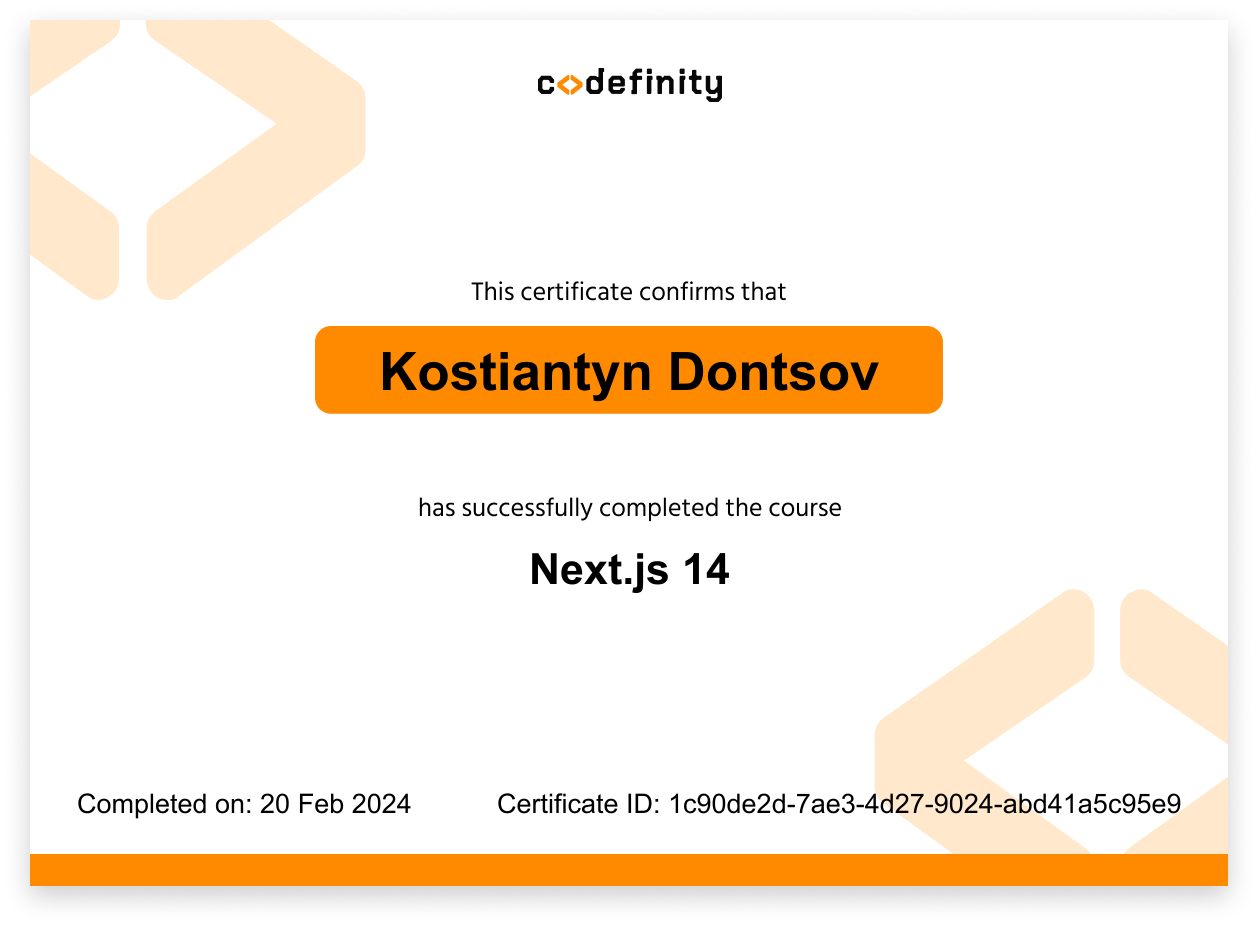 codefinity
This certificate confirms that
Kostiantyn Dontsov
has successfully completed the course
Next.js 14
Completed on: 20 Feb 2024
Certificate ID: 1c90de2d-7ae3-4d27-9024-abd41a5c95e9